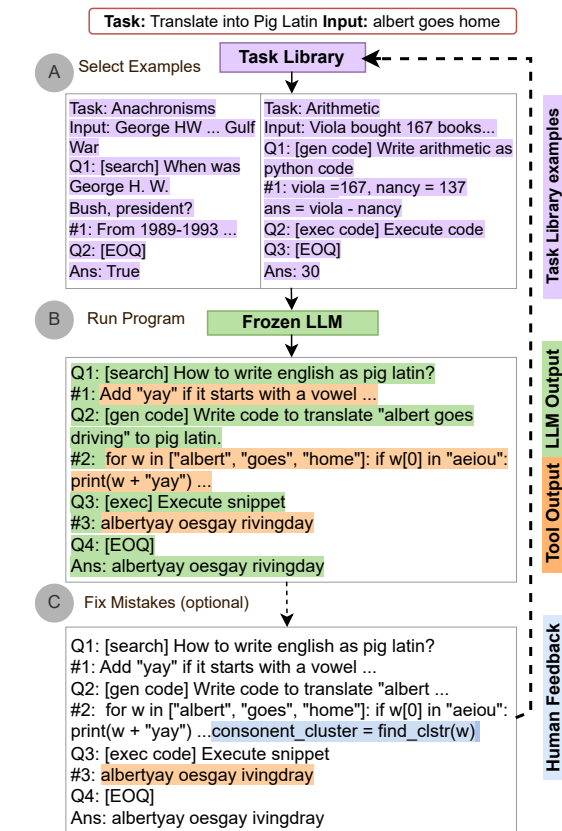 Task: Translate into Pig Latin Input: albert goes home
A
Select Examples
Task Library
Task: Anachronisms
Input: George HW ... Gulf
War
Q1: [search] When was
George H. W.
Bush, president?
#1: From 1989-1993 ...
Q2: [EOQ]
Ans: True
Task: Arithmetic
Input: Viola bought 167 books...
Q1: [gen code] Write arithmetic as
python code
#1: viola =167, nancy = 137
ans = viola - nancy
Q2: [exec code] Execute code
Q3: [EOQ]
Ans: 30
B
Run Program
Frozen LLM
Q1: [search] How to write english as pig latin?
#1: Add "yay" if it starts with a vowel ...
Q2: [gen code] Write code to translate "albert goes
driving" to pig latin.
#2: for w in ["albert", "goes", "home"]: if w[0] in "aeiou":
print(w + "yay") ...
Q3: [exec] Execute snippet
#3: albertyay oesgay rivingday
Q4: [EOQ]
Ans: albertyay oesgay rivingday
C
Fix Mistakes (optional)
Q1: [search] How to write english as pig latin?
#1: Add "yay" if it starts with a vowel ...
Q2: [gen code] Write code to translate "albert ...
#2: for w in ["albert", "goes", "home"]: if w[0] in "aeiou":
print(w + "yay") ...consonent_cluster = find_clstr(w)
Q3: [exec code] Execute snippet
#3: albertyay oesgay ivingdray
Q4: [EOQ]
Ans: albertyay oesgay ivingdray
Task Library examples
LLM Output
Tool Output
Human Feedback